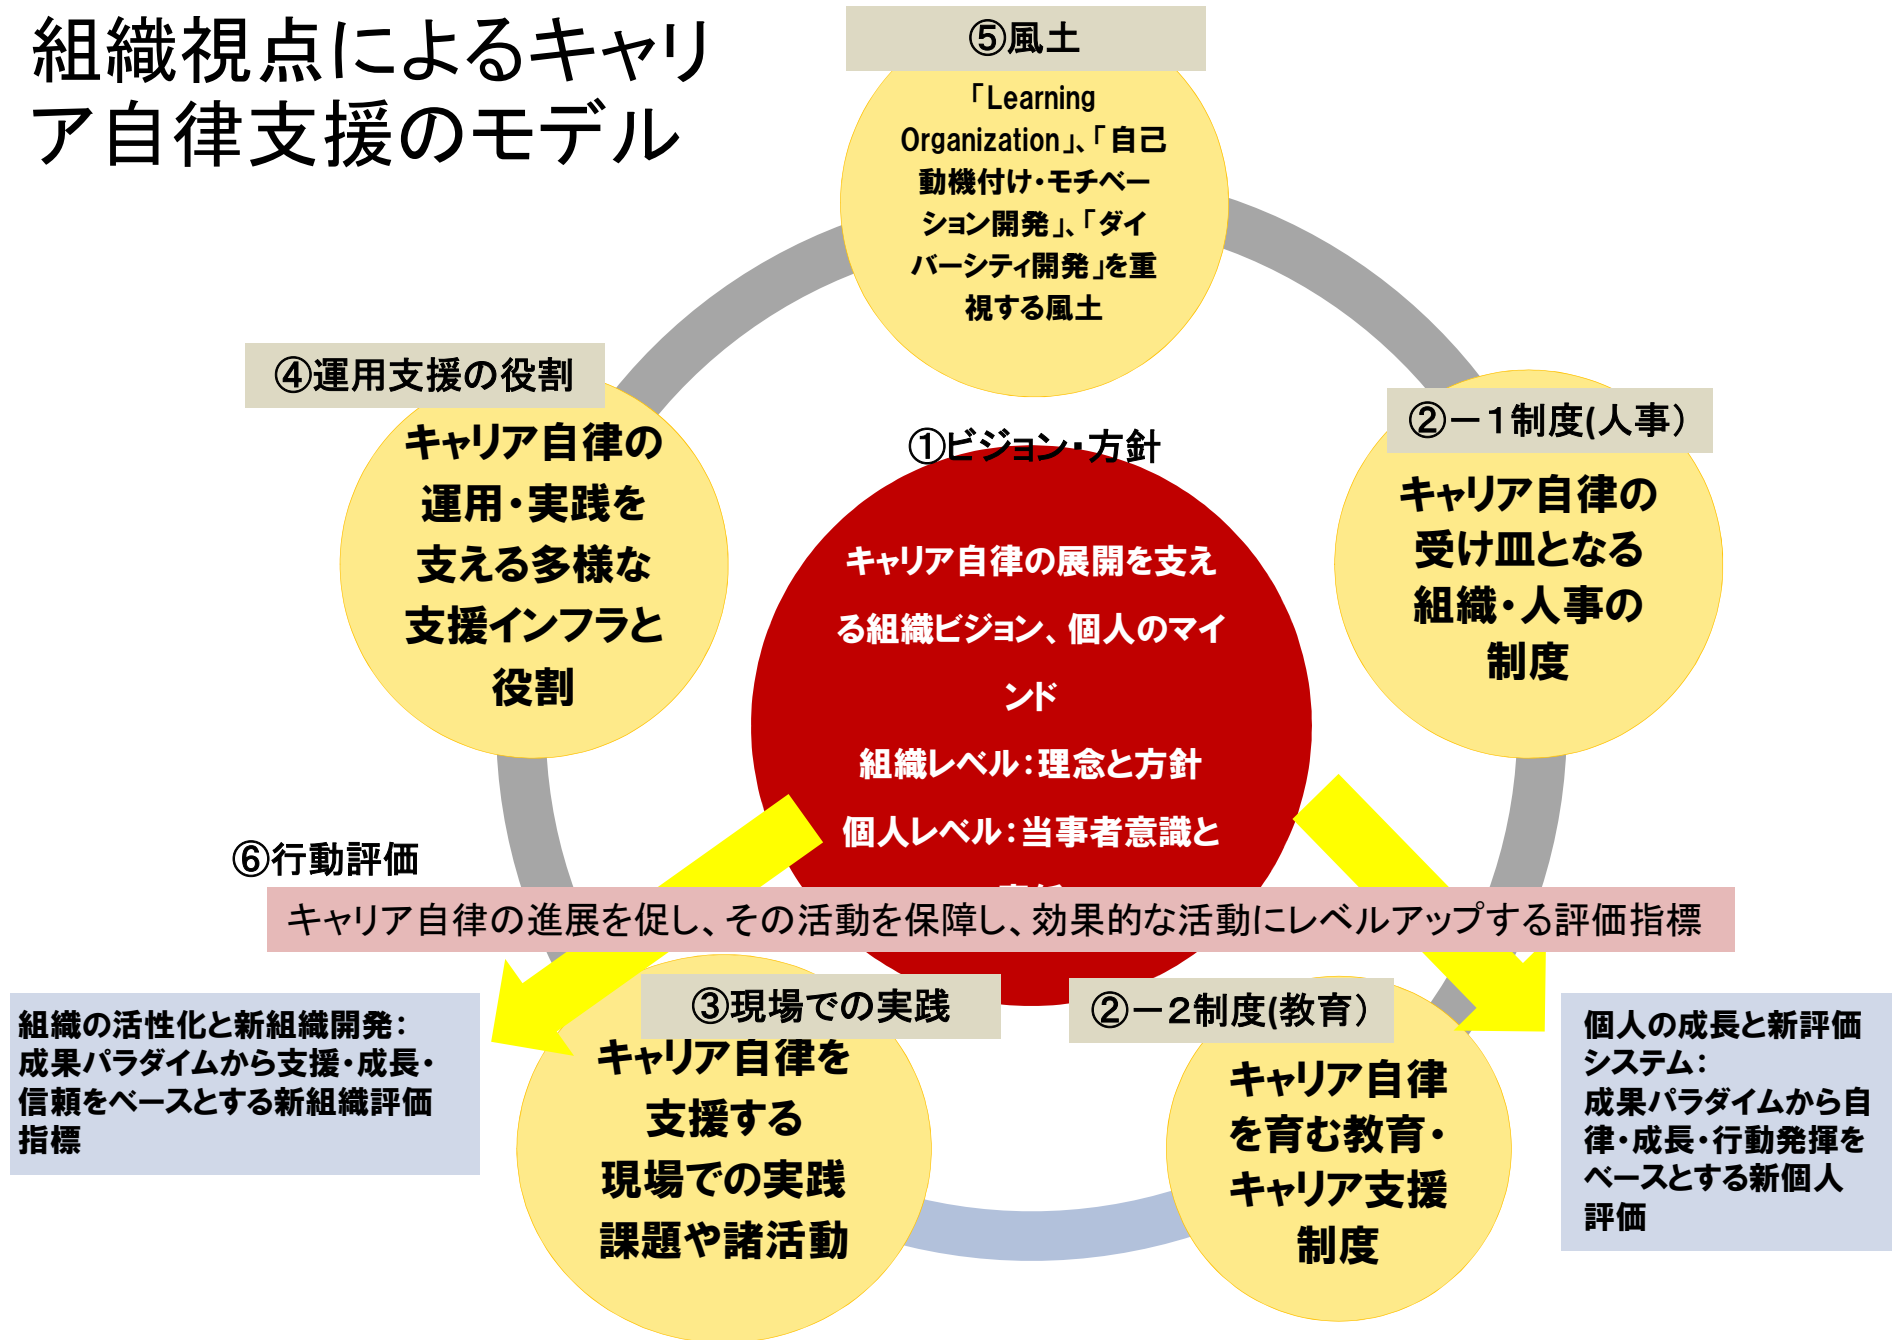 組織視点によるキャリ
ア自律支援のモデル
⑤風土
「Learning
Organization」、「自己
動機付け・モチベー
ション開発」、「ダイ
バーシティ開発」を重
視する風土
④運用支援の役割
キャリア自律の
運用・実践を
支える多様な
支援インフラと
役割
②－１制度(人事）
キャリア自律の
受け皿となる
組織・人事の
制度
①ビジョン・方針
キャリア自律の展開を支え
る組織ビジョン、個人のマイ
ンド
組織レベル：理念と方針
個人レベル：当事者意識と
⑥行動評価
キャリア自律の進展を促し、その活動を保障し、効果的な活動にレベルアップする評価指標
③現場での実践
キャリア自律を
支援する
現場での実践
課題や諸活動
②－２制度(教育）
キャリア自律
を育む教育・
キャリア支援
制度
組織の活性化と新組織開発：
成果パラダイムから支援・成長・
信頼をベースとする新組織評価
指標
個人の成長と新評価
システム：
成果パラダイムから自
律・成長・行動発揮を
ベースとする新個人
評価